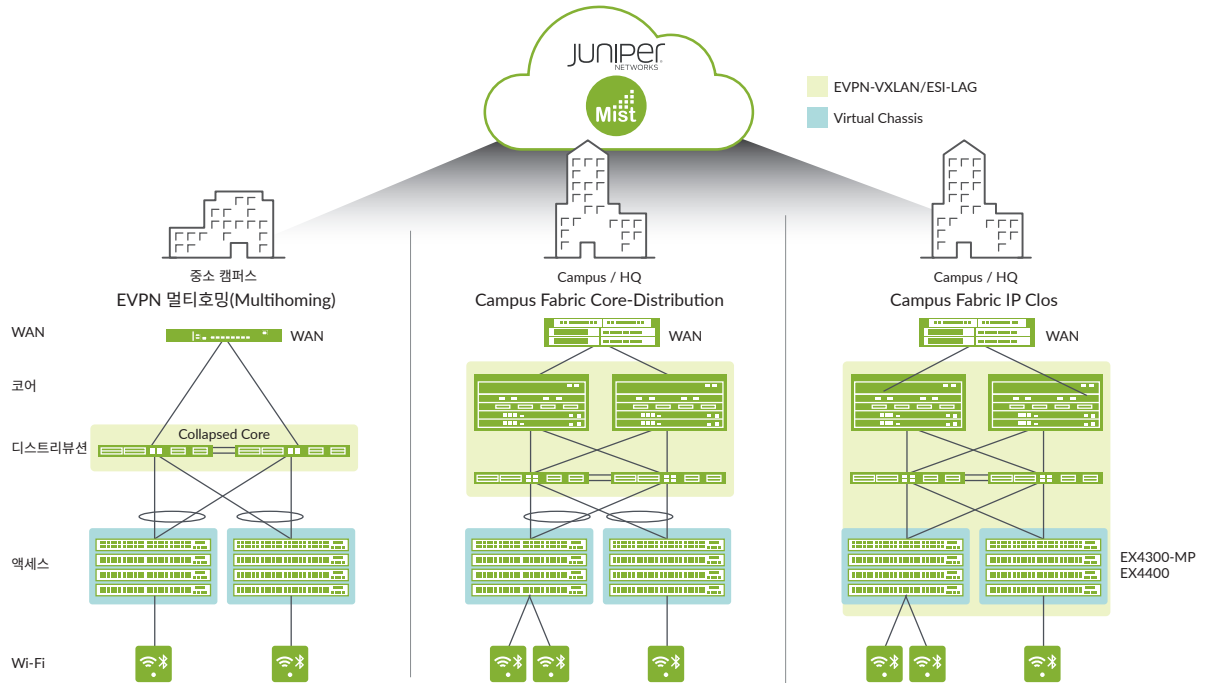 JUNIPER
NETWORKS
Mist
EVPN-VXLAN/ESI-LAG
Virtual Chassis
중소 캠퍼스
EVPN 멀티호밍(Multihoming)
Campus / HQ
Campus Fabric Core-Distribution
Campus / HQ
Campus Fabric IP Clos
WAN
WAN
WAN
WAN
코어
디스트리뷰션
Collapsed Core
액세스
EX4300-MP
EX4400
Wi-Fi